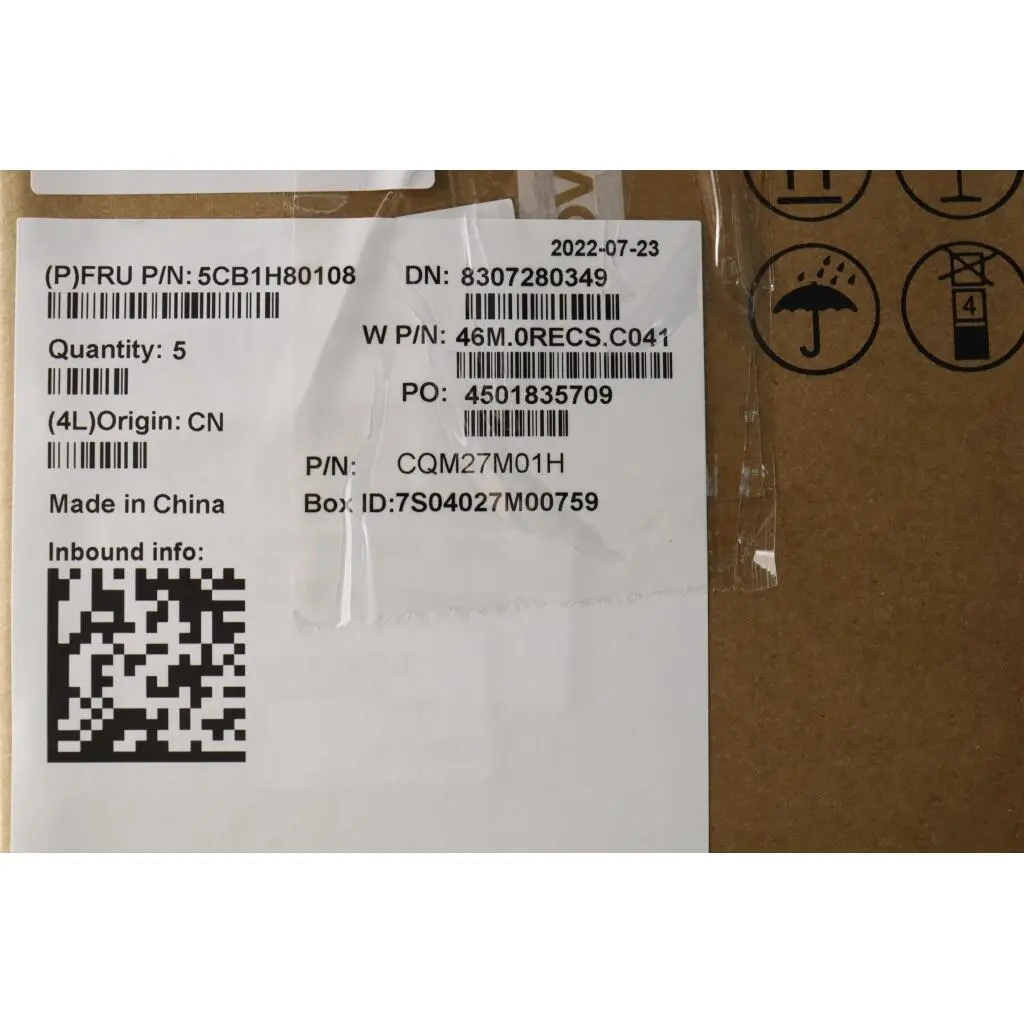 2022-07-23
(P)FRU P/N: 5CB1H80108 DN: 8307280349
W P/N: 46M.0RECS.C041
Quantity: 5
PO: 4501835709
(4L)Origin: CN
P/N: CQM27M01H
Made in China Box ID:7S04027M00759
Inbound info:
4